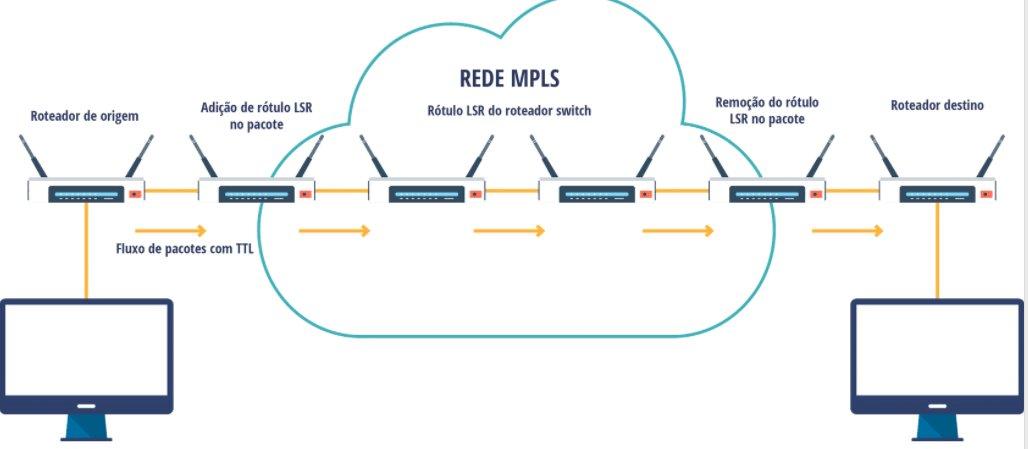 REDE MPLS
Roteador de origem
Adição de rótulo LSR
no pacote
Rótulo LSR do roteador switch
Remoção do rótulo
LSR no pacote
Roteador destino
Fluxo de pacotes com TTL